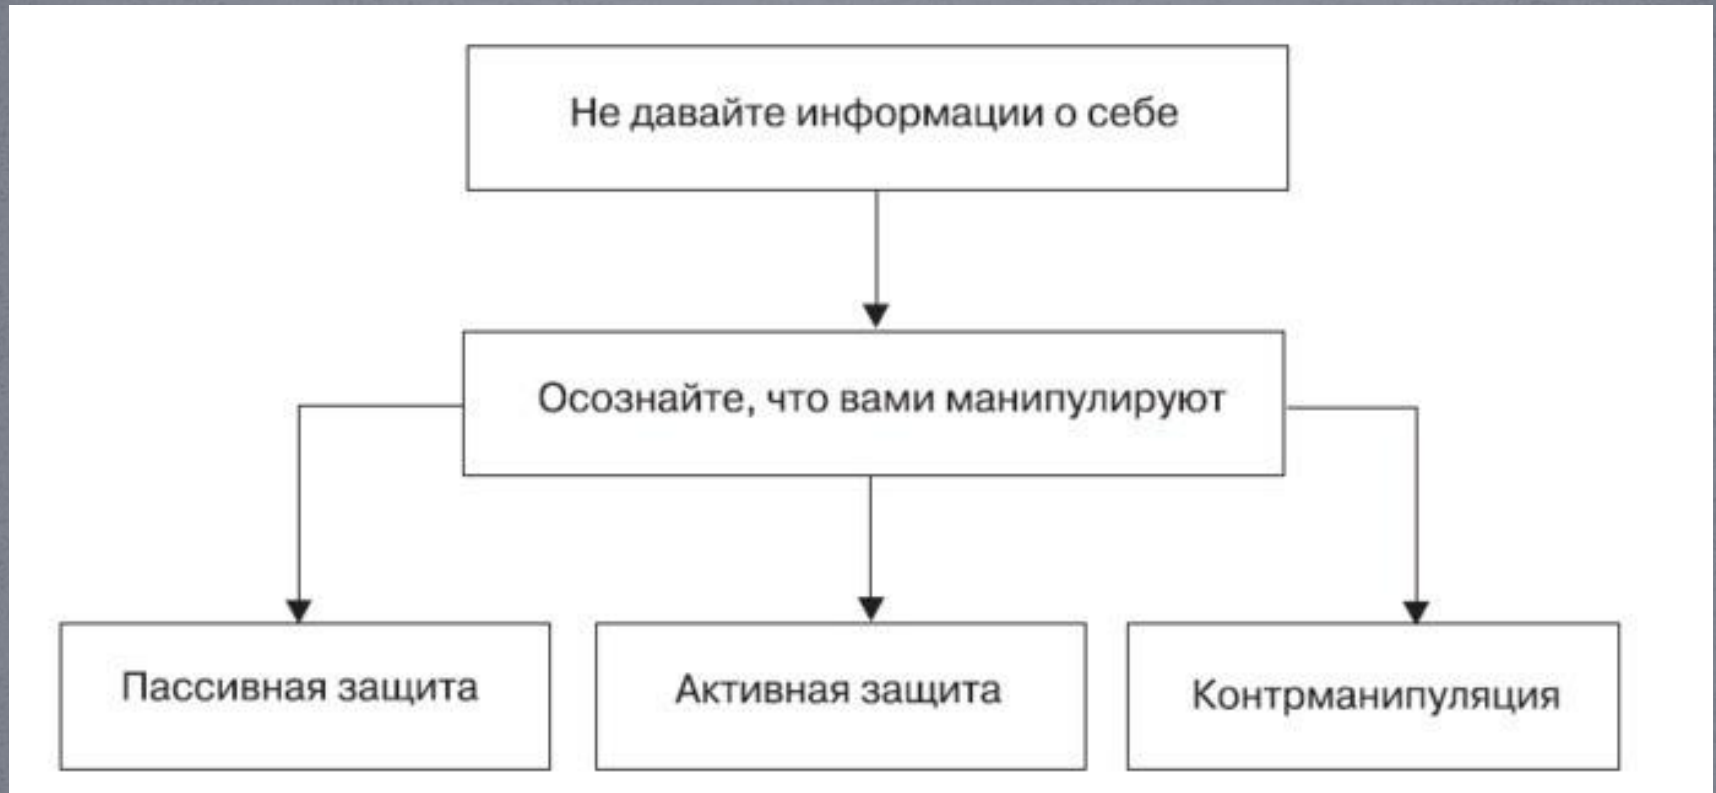 Не давайте информации о себе
Осознайте, что вами манипулируют
Пассивная защита
Активная защита
Контрманипуляция